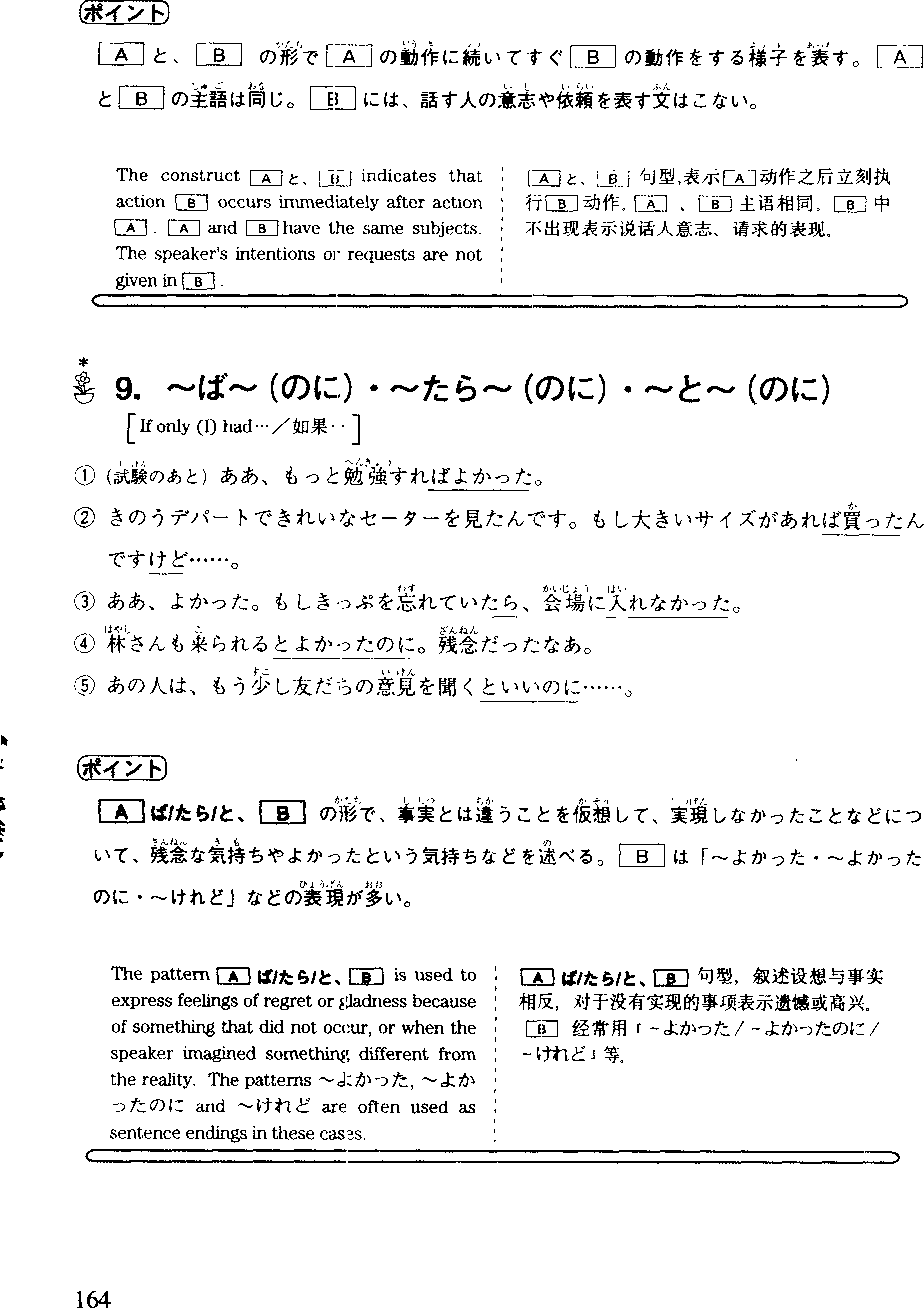 ポイント
A と、 B の形で A の動作に続いてすぐ B の動作をする様子を表す。 A
と B の主語は同じ。 B には、話す人の意志や依頼を表す文はこない。
The construct A と、 B indicates that
action B occurs immediately after action
A . A and B have the same subjects.
The speaker's intentions or requests are not
given in B .
A と、 B 句型,表示 A 动作之后立刻执
行 B 动作。 A 、 B 主语相同。 B 中
不出现表示说话人意志、请求的表现。
* 9. 〜ば〜 (のに)・〜たら〜 (のに)・〜と〜 (のに)
[If only (I) had…／如果‥]
① (試験のあと) ああ、もっと勉強すればよかった。
② きのうデパートできれいなセーターを見たんです。もし大きいサイズがあれば買ったん
ですけど……。
③ ああ、よかった。もしきっぷを忘れていたら、会場に入れなかった。
④ 林さんも来られるとよかったのに。残念だったなあ。
⑤ あの人は、もう少し友だちの意見を聞くといいのに……。
ポイント
A ば/たら/と、 B の形で、事実とは違うことを仮想して、実現しなかったことなどにつ
いて、残念な気持ちやよかったという気持ちなどを述べる。 B は「〜よかった・〜よかった
のに・〜けれど」などの表現が多い。
The pattern A ば/たら/と、 B is used to
express feelings of regret or gladness because
of something that did not occur, or when the
speaker imagined something different from
the reality. The patterns 〜よかった, 〜よか
ったのに and 〜けれど are often used as
sentence endings in these cases.
A ば/たら/と、 B 句型，叙述设想与事实
相反，对于没有实现的事项表示遗憾或高兴。
B 经常用「~よかった/~よかったのに/
~けれど」等。
164